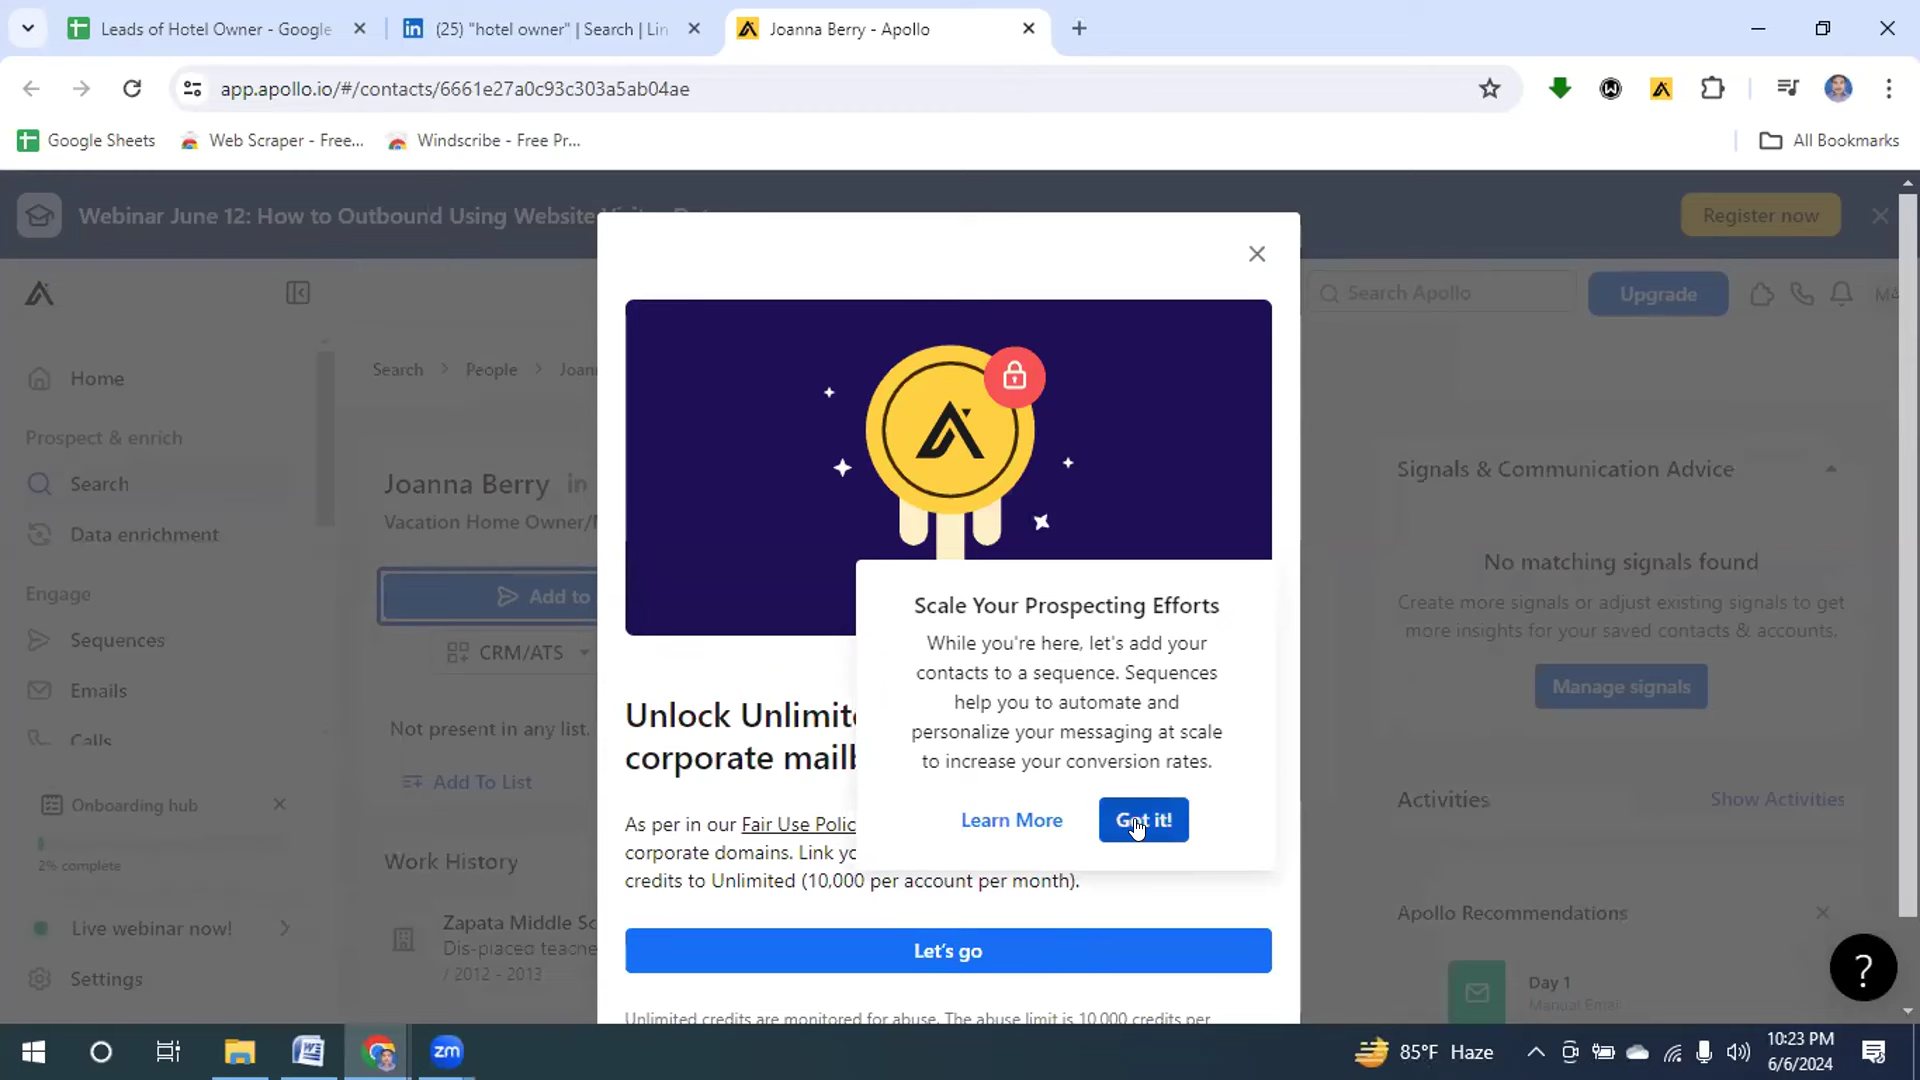 Leads of Hotel Owner - Google
(25) "hotel owner" | Search | Lin
Joanna Berry - Apollo
app.apollo.io/#/contacts/6661e27a0c93c303a5ab04ae
Google Sheets
Web Scraper - Free...
Windscribe - Free Pr...
All Bookmarks
Webinar June 12: How to Outbound Using Website
Register now
Search Apollo
Upgrade
Home
Search
People
Joan
Prospect & enrich
Search
Data enrichment
Engage
Sequences
Emails
Calls
Onboarding hub
2% complete
Live webinar now!
Settings
Joanna Berry
in
Vacation Home Owner/
Add to
CRM/ATS
Not present in any list.
Add To List
Work History
Zapata Middle Sc
Dis-placed teache
/ 2012 - 2013
Unlock Unlimite
corporate mailb
As per in our Fair Use Polic
corporate domains. Link yo
credits to Unlimited (10,000 per account per month).
Let's go
Unlimited credits are monitored for abuse. The abuse limit is 10,000 credits per
Scale Your Prospecting Efforts
While you're here, let's add your
contacts to a sequence. Sequences
help you to automate and
personalize your messaging at scale
to increase your conversion rates.
Learn More
Got it!
Signals & Communication Advice
No matching signals found
Create more signals or adjust existing signals to get
more insights for your saved contacts & accounts.
Manage signals
Activities
Show Activities
Apollo Recommendations
Day 1
Manual Emai
?
zm
85°F Haze
10:23 PM
6/6/2024